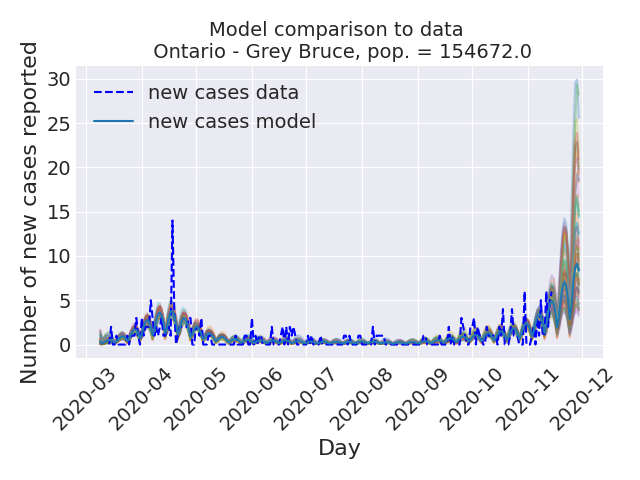 Model comparison to data
Ontario - Grey Bruce, pop. = 154672.0
Number of new cases reported
30
25
20
15
10
5
0
new cases data
new cases model
2020-03
2020-04
2020-05
2020-06
2020-07
2020-08
2020-09
2020-10
2020-11
2020-12
Day